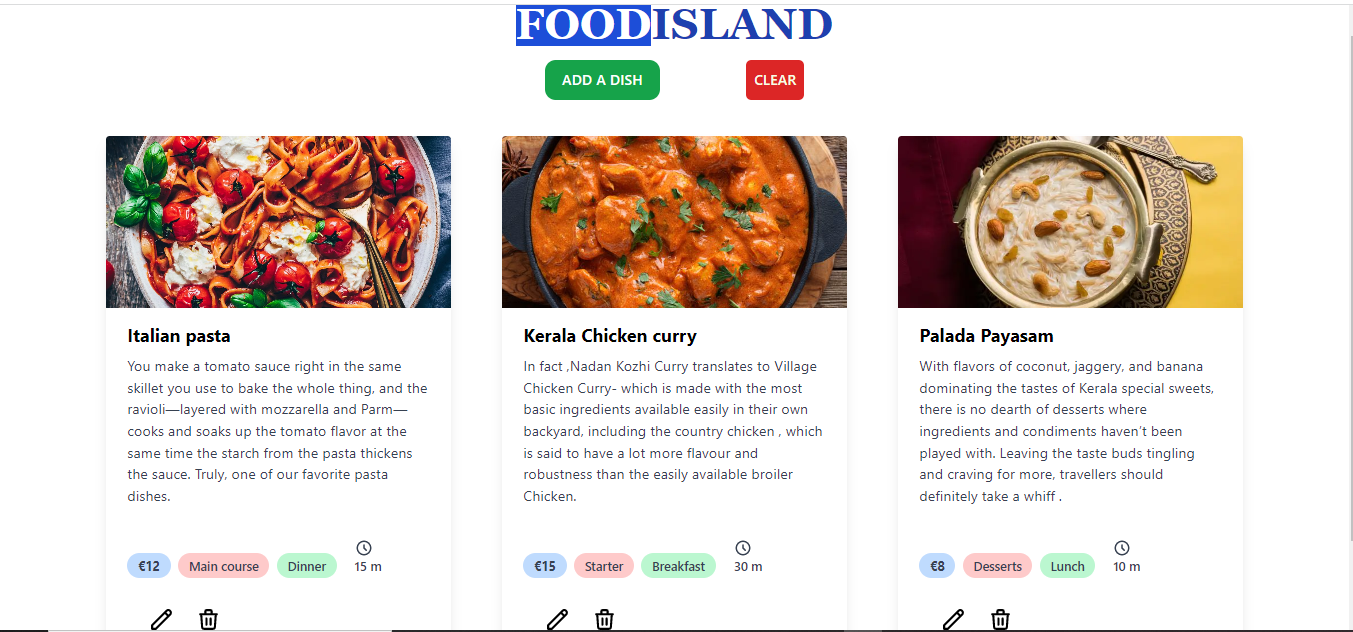 FOODISLAND
ADD A DISH
CLEAR
Italian pasta
You make a tomato sauce right in the same
skillet you use to bake the whole thing, and the
ravioli—layered with mozzarella and Parm—
cooks and soaks up the tomato flavor at the
same time the starch from the pasta thickens
the sauce. Truly, one of our favorite pasta
dishes.
€12
Main course
Dinner
15 m
Kerala Chicken curry
In fact ,Nadan Kozhi Curry translates to Village
Chicken Curry- which is made with the most
basic ingredients available easily in their own
backyard, including the country chicken , which
is said to have a lot more flavour and
robustness than the easily available broiler
Chicken.
€15
Starter
Breakfast
30 m
Palada Payasam
With flavors of coconut, jaggery, and banana
dominating the tastes of Kerala special sweets,
there is no dearth of desserts where
ingredients and condiments haven’t been
played with. Leaving the taste buds tingling
and craving for more, travellers should
definitely take a whiff .
€8
Desserts
Lunch
10 m